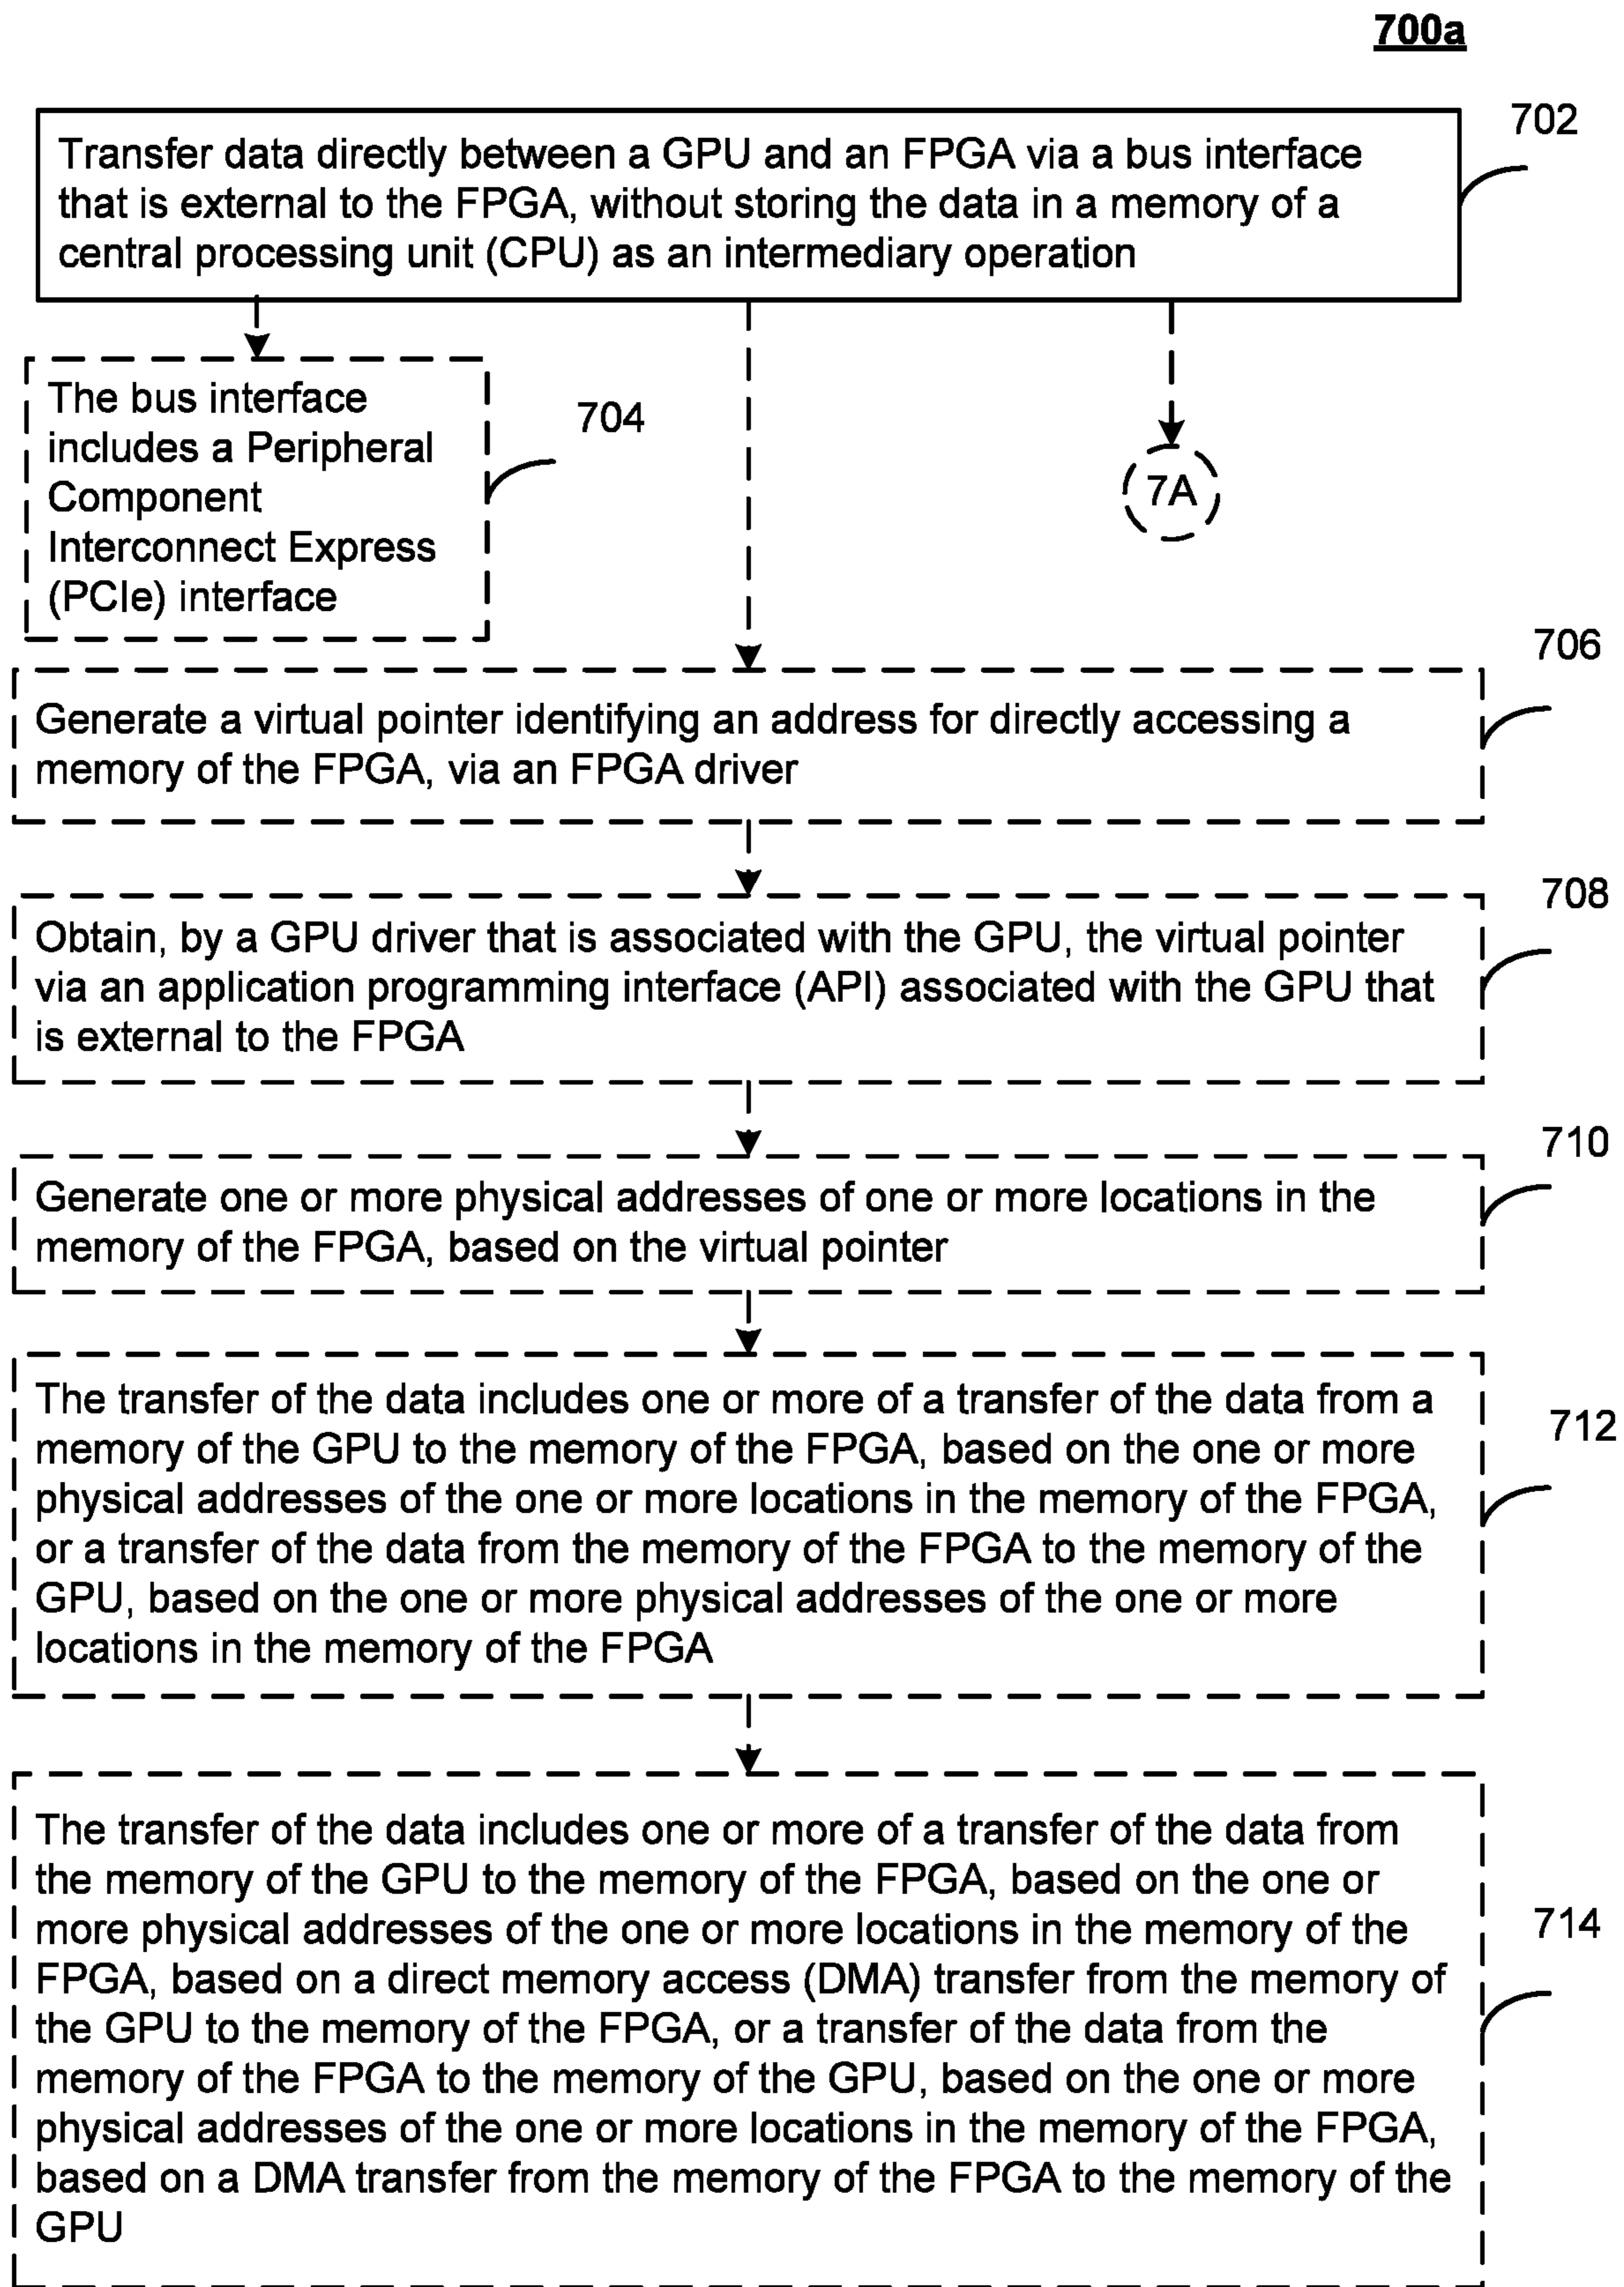 700a
702
Transfer data directly between a GPU and an FPGA via a bus interface
that is external to the FPGA, without storing the data in a memory of a
central processing unit (CPU) as an intermediary operation
The bus interface
includes a Peripheral
Component
Interconnect Express
(PCIe) interface
704
7A
706
Generate a virtual pointer identifying an address for directly accessing a
memory of the FPGA, via an FPGA driver
708
Obtain, by a GPU driver that is associated with the GPU, the virtual pointer
via an application programming interface (API) associated with the GPU that
is external to the FPGA
710
Generate one or more physical addresses of one or more locations in the
memory of the FPGA, based on the virtual pointer
The transfer of the data includes one or more of a transfer of the data from a
memory of the GPU to the memory of the FPGA, based on the one or more
physical addresses of the one or more locations in the memory of the FPGA,
or a transfer of the data from the memory of the FPGA to the memory of the
GPU, based on the one or more physical addresses of the one or more
locations in the memory of the FPGA
712
The transfer of the data includes one or more of a transfer of the data from
the memory of the GPU to the memory of the FPGA, based on the one or
more physical addresses of the one or more locations in the memory of the
FPGA, based on a direct memory access (DMA) transfer from the memory of
the GPU to the memory of the FPGA, or a transfer of the data from the
memory of the FPGA to the memory of the GPU, based on the one or more
physical addresses of the one or more locations in the memory of the FPGA,
based on a DMA transfer from the memory of the FPGA to the memory of the
GPU
714